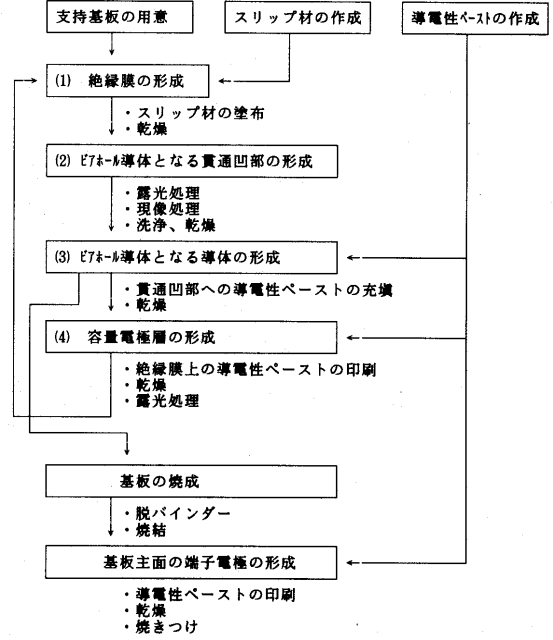 支持基板の用意
スリップ材の作成
導電性ﾍﾟｰｽﾄの作成
(1) 絶縁膜の形成
・スリップ材の塗布
・乾燥
(2) ﾋﾞｱﾎｰﾙ導体となる貫通凹部の形成
・露光処理
・現像処理
・洗浄、乾燥
(3) ﾋﾞｱﾎｰﾙ導体となる導体の形成
・貫通凹部への導電性ペーストの充塡
・乾燥
(4) 容量電極層の形成
・絶縁膜上の導電性ペーストの印刷
・乾燥
・露光処理
基板の焼成
・脱バインダー
・焼結
基板主面の端子電極の形成
・導電性ペーストの印刷
・乾燥
・焼きつけ